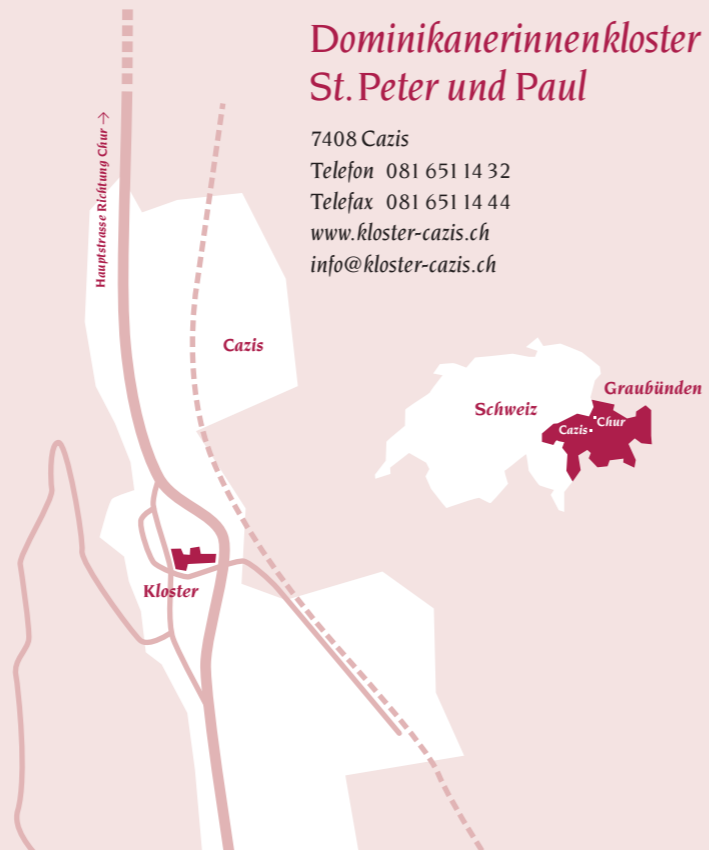 Dominikanerinnenkloster
St. Peter und Paul
7408 Cazis
Telefon 081 651 14 32
Telefax 081 651 14 44
www.kloster-cazis.ch
info@kloster-cazis.ch
Hauptstrasse Richtung Chur →
Cazis
Schweiz
Graubünden
Chur
Cazis
Kloster